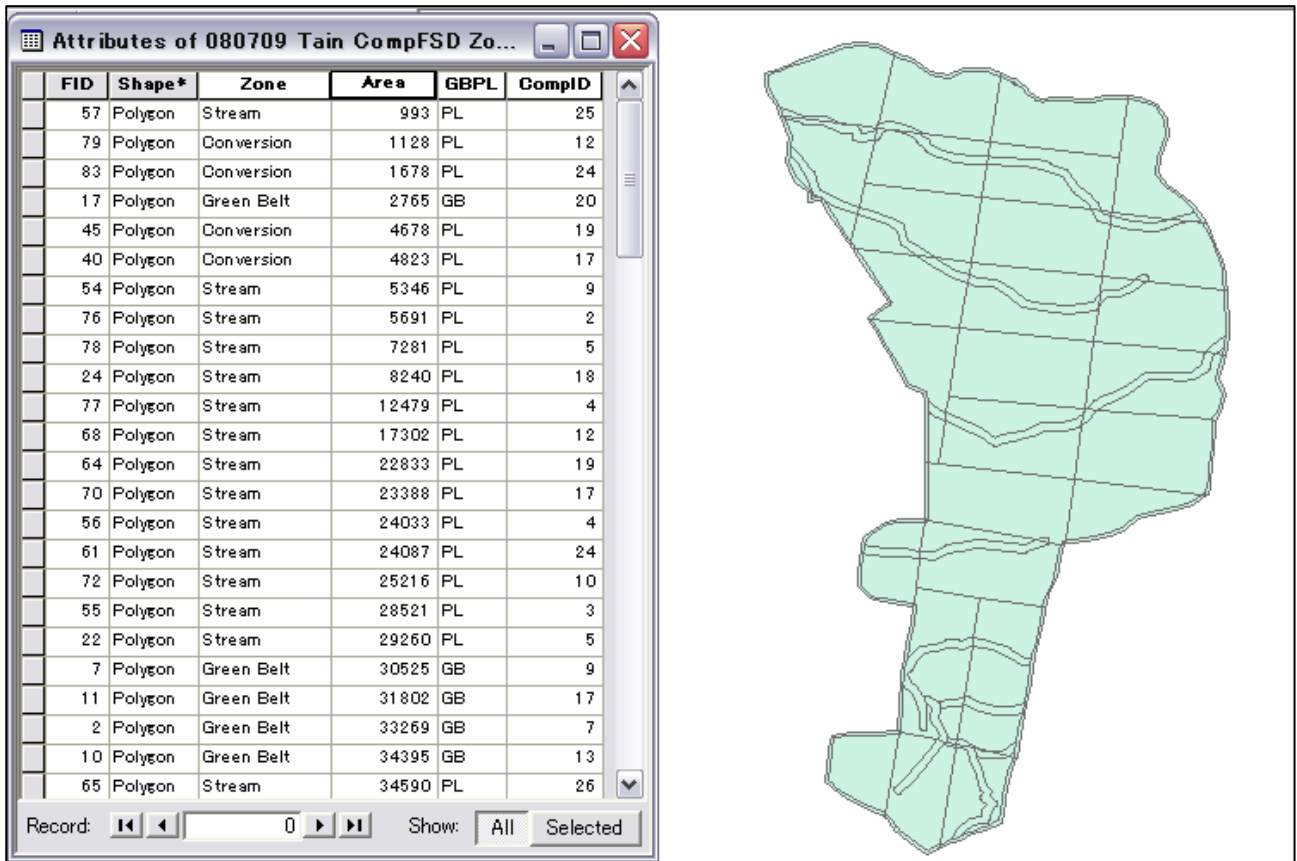 Attributes of 080709 Tain CompFSD Zo...
FID Shape* Zone Area GBPL CompID
57 Polygon Stream 993 PL 25
79 Polygon Conversion 1128 PL 12
83 Polygon Conversion 1678 PL 24
17 Polygon Green Belt 2765 GB 20
45 Polygon Conversion 4678 PL 19
40 Polygon Conversion 4823 PL 17
54 Polygon Stream 5346 PL 9
76 Polygon Stream 5691 PL 2
78 Polygon Stream 7281 PL 5
24 Polygon Stream 8240 PL 18
77 Polygon Stream 12479 PL 4
68 Polygon Stream 17302 PL 12
64 Polygon Stream 22833 PL 19
70 Polygon Stream 23388 PL 17
56 Polygon Stream 24033 PL 4
61 Polygon Stream 24087 PL 24
72 Polygon Stream 25216 PL 10
55 Polygon Stream 28521 PL 3
22 Polygon Stream 29260 PL 5
7 Polygon Green Belt 30525 GB 9
11 Polygon Green Belt 31802 GB 17
2 Polygon Green Belt 33269 GB 7
10 Polygon Green Belt 34395 GB 13
65 Polygon Stream 34590 PL 26
Record: 0 Show: All Selected